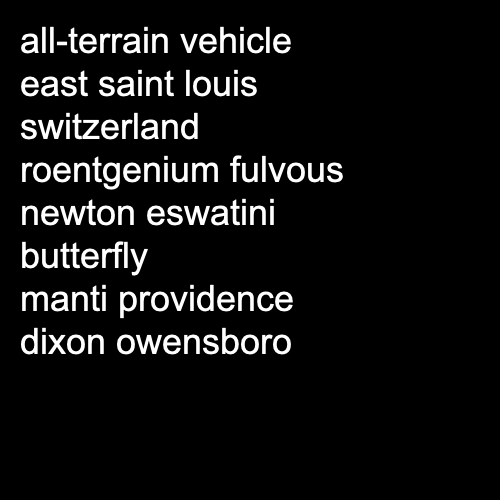 all-terrain vehicle
east saint louis
switzerland
roentgenium fulvous
newton eswatini
butterfly
manti providence
dixon owensboro